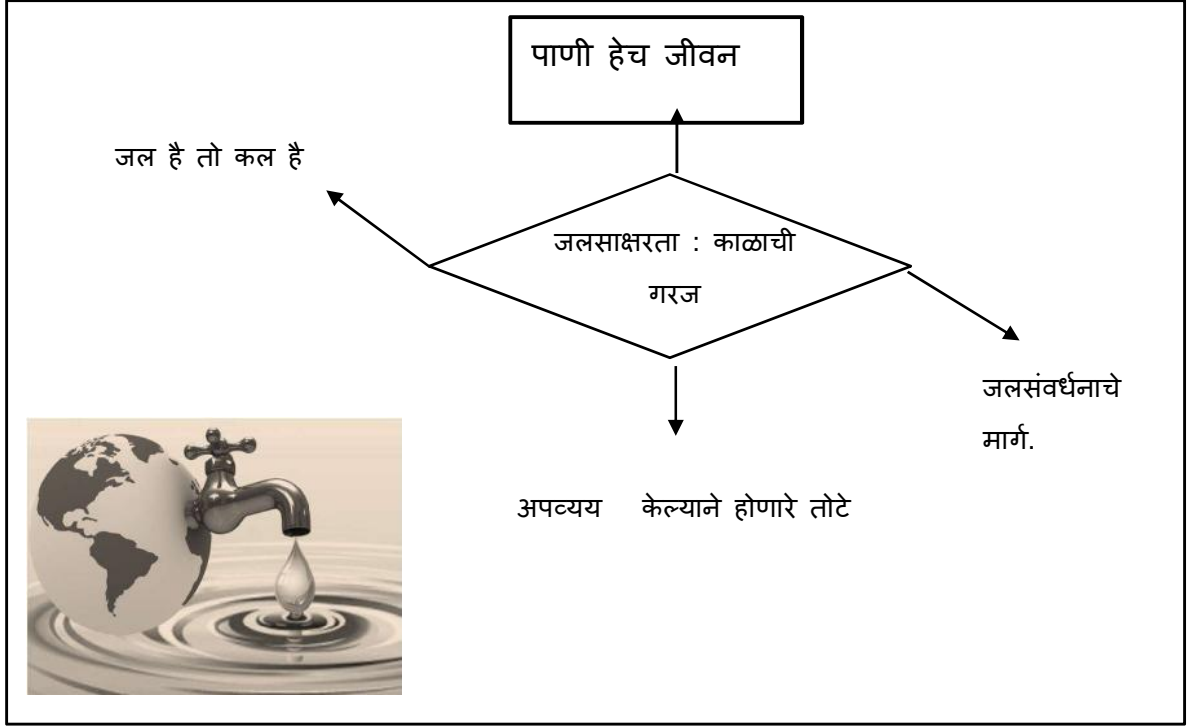 पाणी हेच जीवन
जल है तो कल है
जलसाक्षरता : काळाची
गरज
जलसंवर्धनाचे
मार्ग.
अपव्यय केल्याने होणारे तोटे